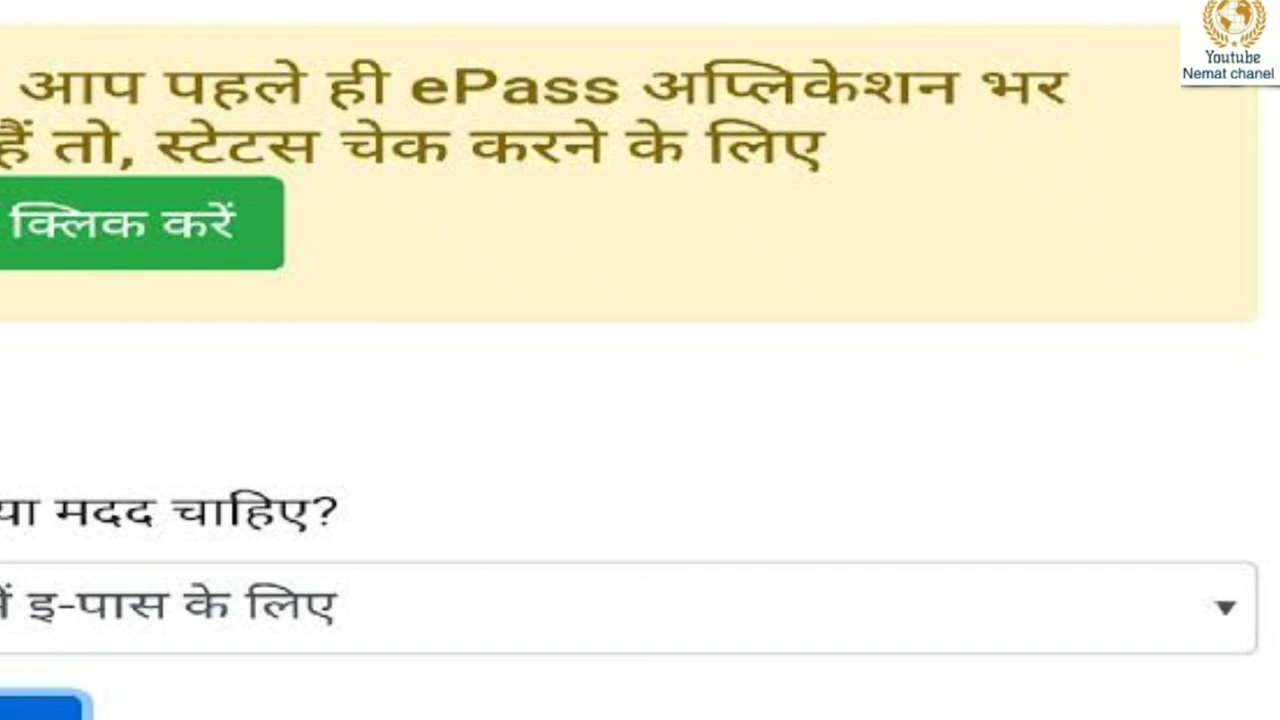 Youtube
Nemat chanel
आप पहले ही ePass अप्लिकेशन भर
हैं तो, स्टेटस चेक करने के लिए
क्लिक करें
मदद चाहिए?
इ-पास के लिए